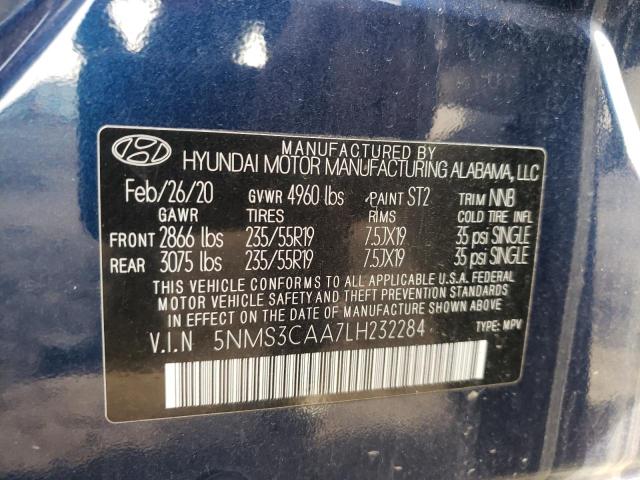 MANUFACTURED BY
HYUNDAI MOTOR MANUFACTURING ALABAMA, LLC
Feb/26/20 GVWR 4960 lbs PAINT ST2 TRIM NNB
GAWR TIRES RIMS COLD TIRE INFL
FRONT 2866 lbs 235/55R19 7.5JX19 35 psi SINGLE
REAR 3075 lbs 235/55R19 7.5JX19 35 psi SINGLE
THIS VEHICLE CONFORMS TO ALL APPLICABLE U.S.A. FEDERAL
MOTOR VEHICLE SAFETY BUMPER, AND THEFT PREVENTION STANDARDS
IN EFFECT ON THE DATE OF MANUFACTURE SHOWN ABOVE.
V.I.N 5NMS3CAA7LH232284 TYPE: MPV